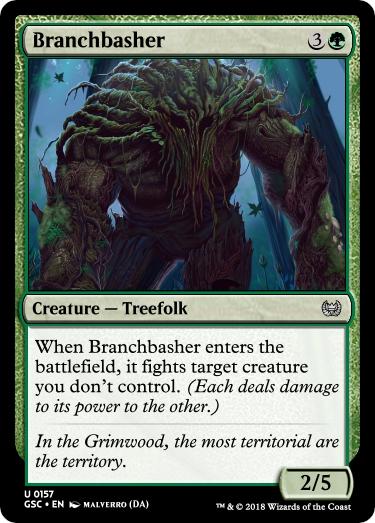 Branchbasher 3
Creature — Treefolk
When Branchbasher enters the
battlefield, it fights target creature
you don't control. (Each deals damage
to its power to the other.)
In the Grimwood, the most territorial are
the territory.
2/5
U 0157
GSC • EN MALVERRO (DA)
™ & © 2018 Wizards of the Coast